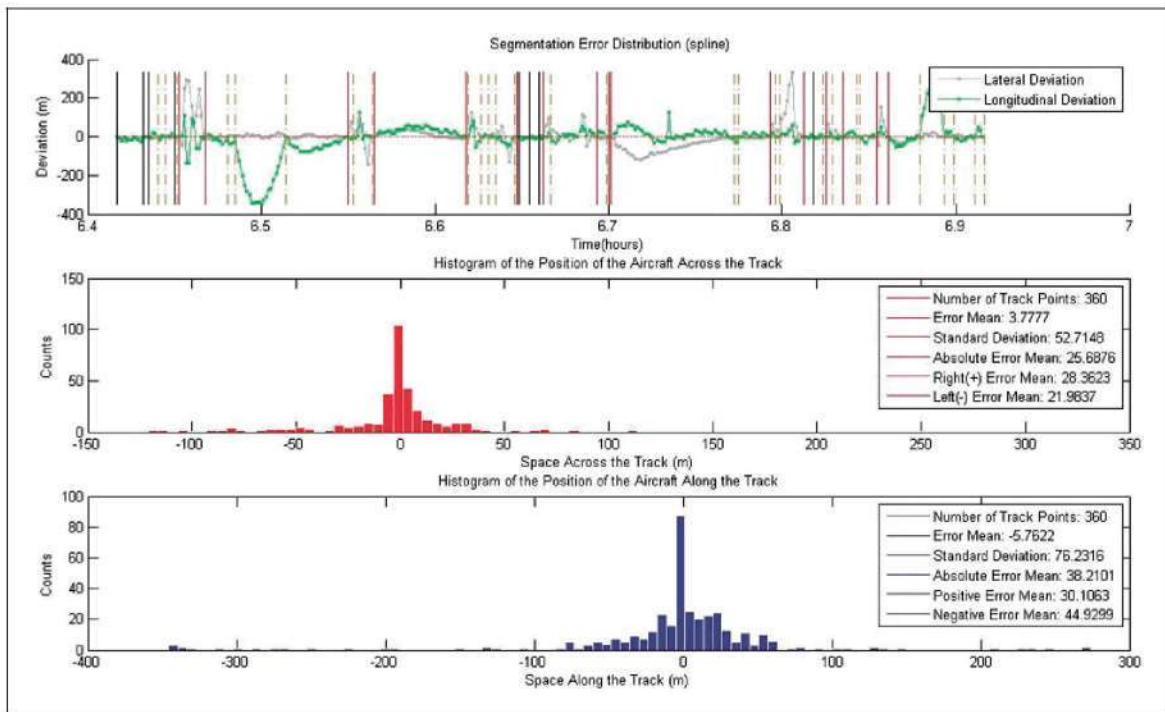 Segmentation Error Distribution (spline)
400
200
0
-200
-400
Deviation (m)
Lateral Deviation
Longitudinal Deviation
6.4
6.5
6.6
6.7
6.8
6.9
7
Time(hours)
Histogram of the Position of the Aircraft Across the Track
150
100
50
0
Counts
Number of Track Points: 360
Error Mean: 3.7777
Standard Deviation: 52.7148
Absolute Error Mean: 25.6876
Right(+) Error Mean: 28.3623
Left(-) Error Mean: 21.9837
-150
-100
-50
0
50
100
150
200
250
300
350
Space Across the Track (m)
Histogram of the Position of the Aircraft Along the Track
100
80
60
40
20
0
Counts
Number of Track Points: 360
Error Mean: -5.7622
Standard Deviation: 76.2316
Absolute Error Mean: 38.2101
Positive Error Mean: 30.1063
Negative Error Mean: 44.9299
-400
-300
-200
-100
0
100
200
300
Space Along the Track (m)